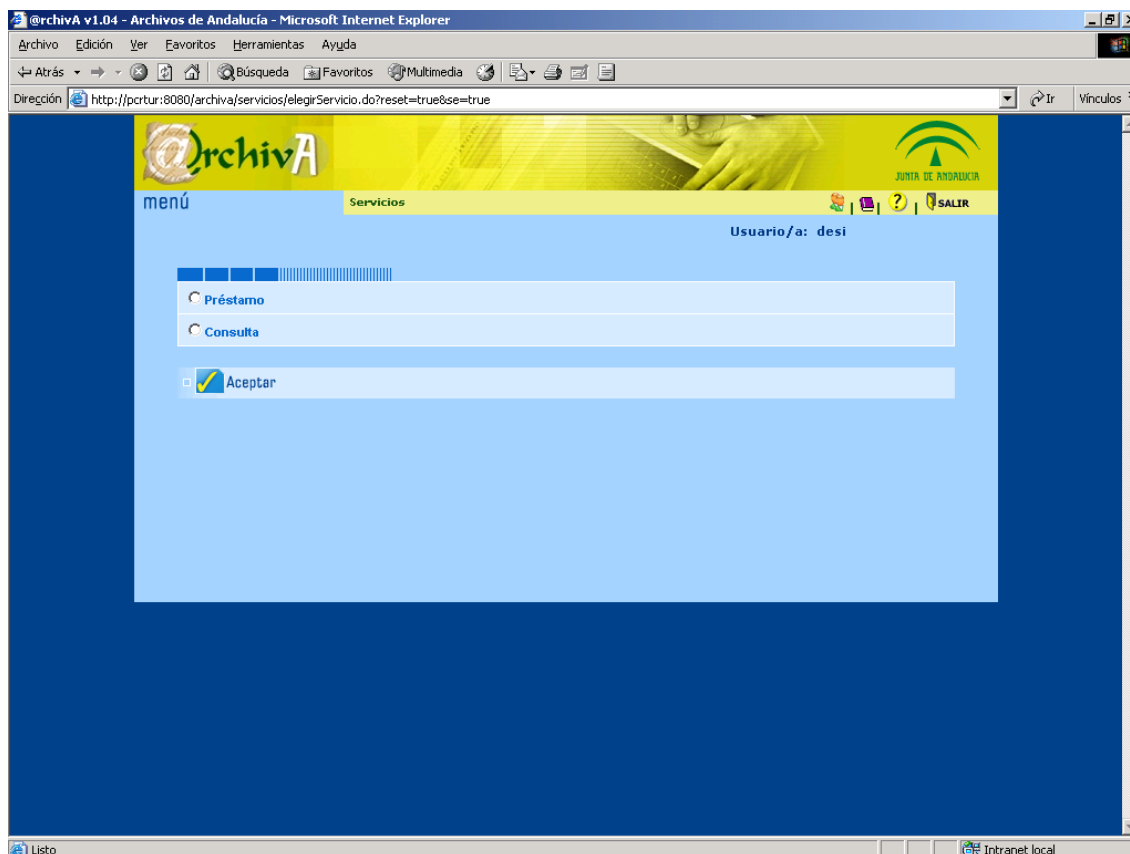 @rchivA v1.04 - Archivos de Andalucía - Microsoft Internet Explorer
Archivo Edición Ver Favoritos Herramientas Ayuda
Atrás Búsqueda Favoritos Multimedia
Dirección http://pcrtur:8080/archiva/servicios/elegirServicio.do?reset=true&se=true Ir Vínculos
@rchivA
JUNTA DE ANDALUCIA
menú Servicios SALIR
Usuario/a: desi
Préstamo
Consulta
Aceptar
Listo Intranet local